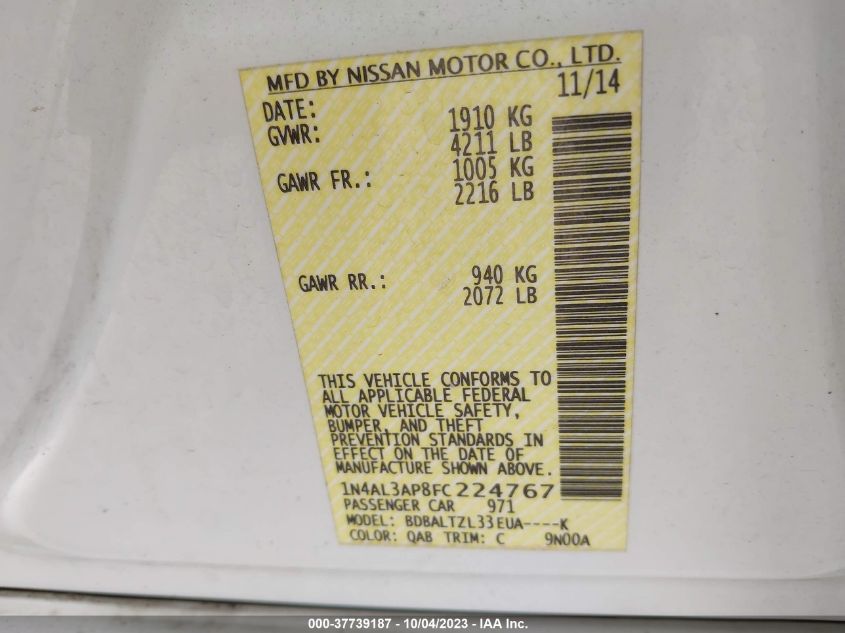 MFD BY NISSAN MOTOR CO., LTD.
DATE: 11/14
GVWR: 1910 KG
4211 LB
GAWR FR.: 1005 KG
2216 LB
GAWR RR.: 940 KG
2072 LB
THIS VEHICLE CONFORMS TO
ALL APPLICABLE FEDERAL
MOTOR VEHICLE SAFETY,
BUMPER, AND THEFT
PREVENTION STANDARDS IN
EFFECT ON THE DATE OF
MANUFACTURE SHOWN ABOVE.
1N4AL3AP8FC224767
PASSENGER CAR 971
MODEL: BDBALTZL33EUA----K
COLOR: QAB TRIM: C 9N00A
000-37739187 - 10/04/2023 - IAA Inc.